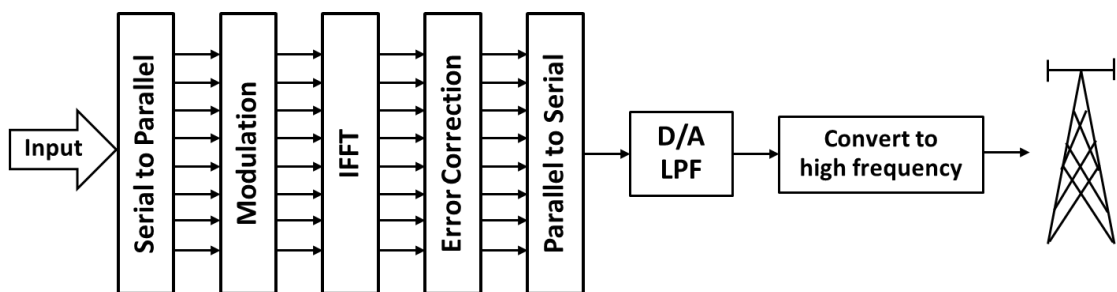 Input
Serial to Parallel
Modulation
IFFT
Error Correction
Parallel to Serial
D/A
LPF
Convert to
high frequency